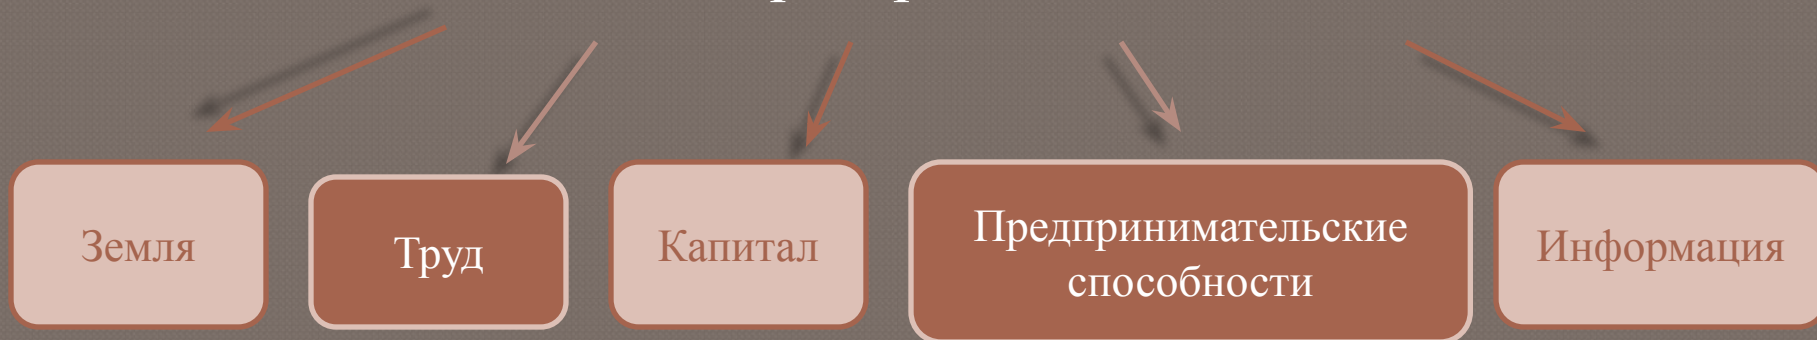 Земля
Труд
Капитал
Предпринимательские
способности
Информация